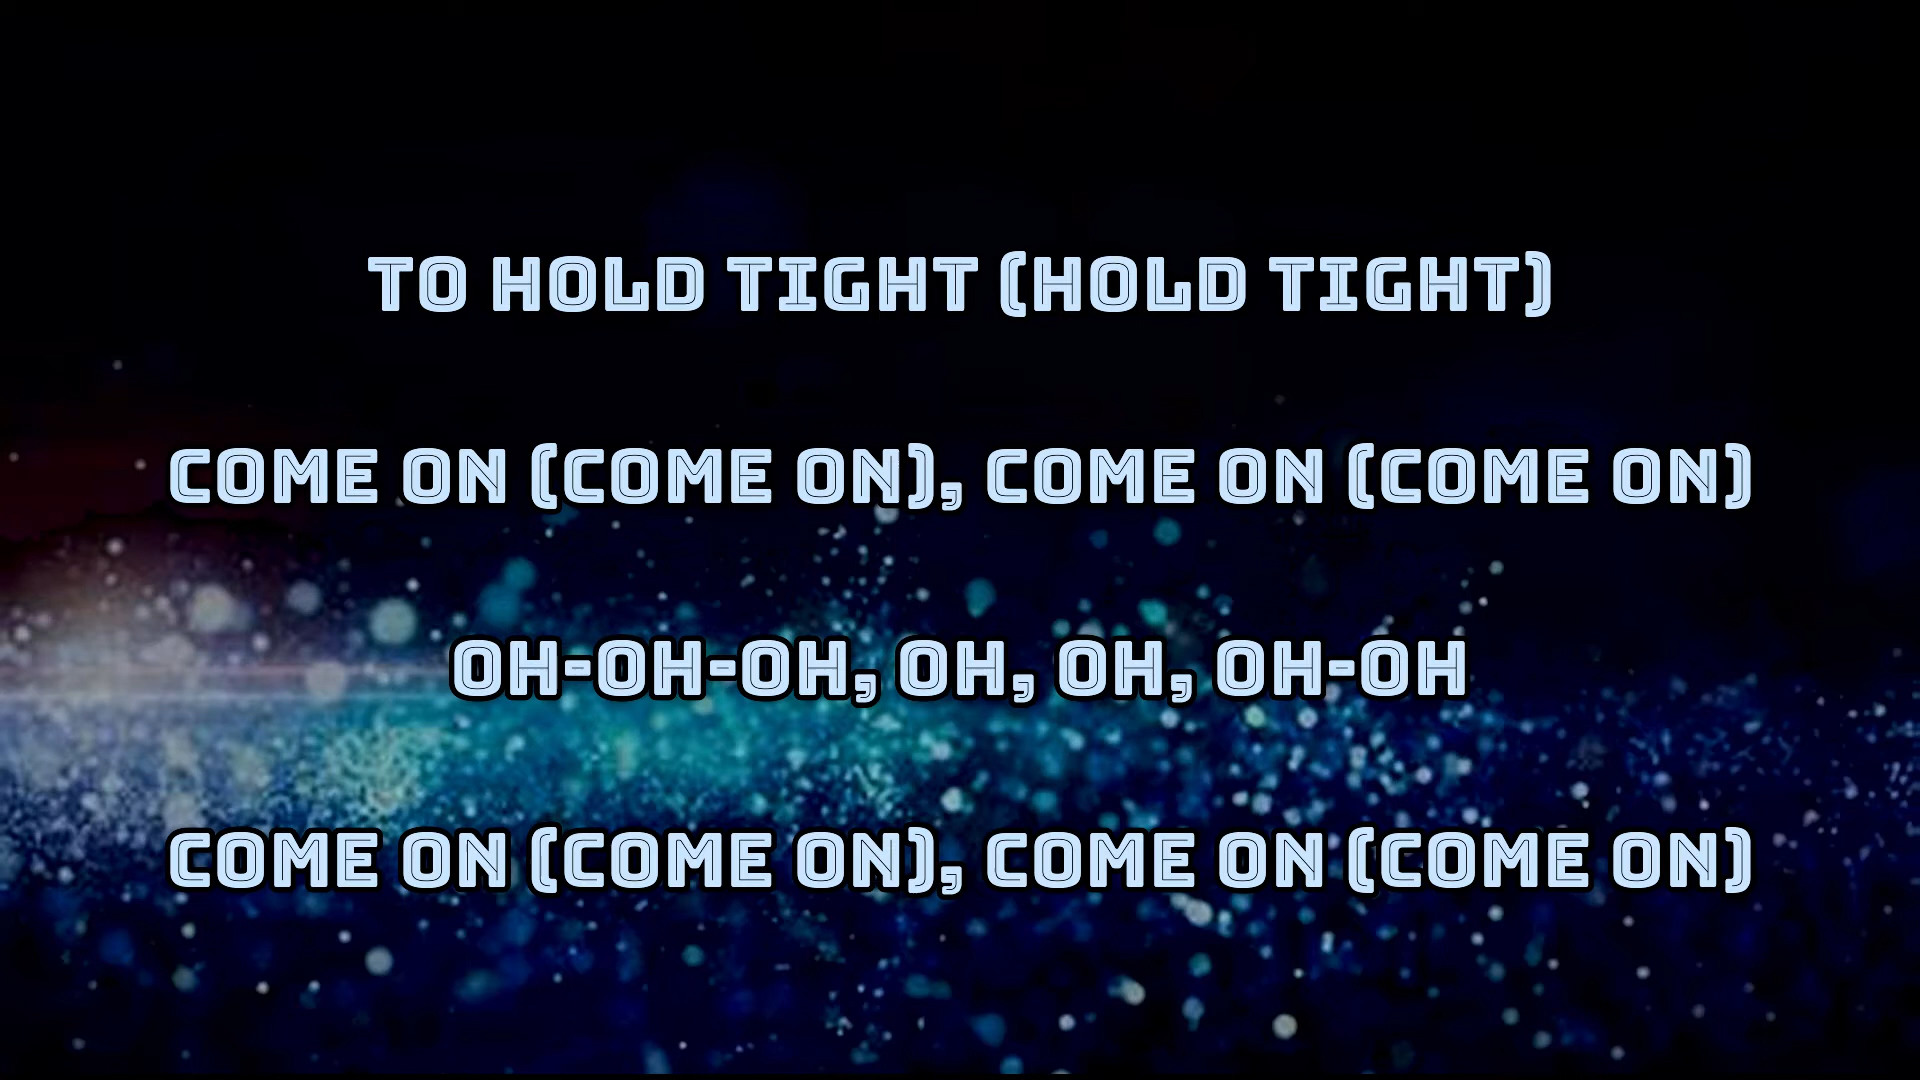 TO HOLD TIGHT (HOLD TIGHT)
COME ON (COME ON), COME ON (COME ON)
OH-OH-OH, OH, OH, OH-OH
COME ON (COME ON), COME ON (COME ON)